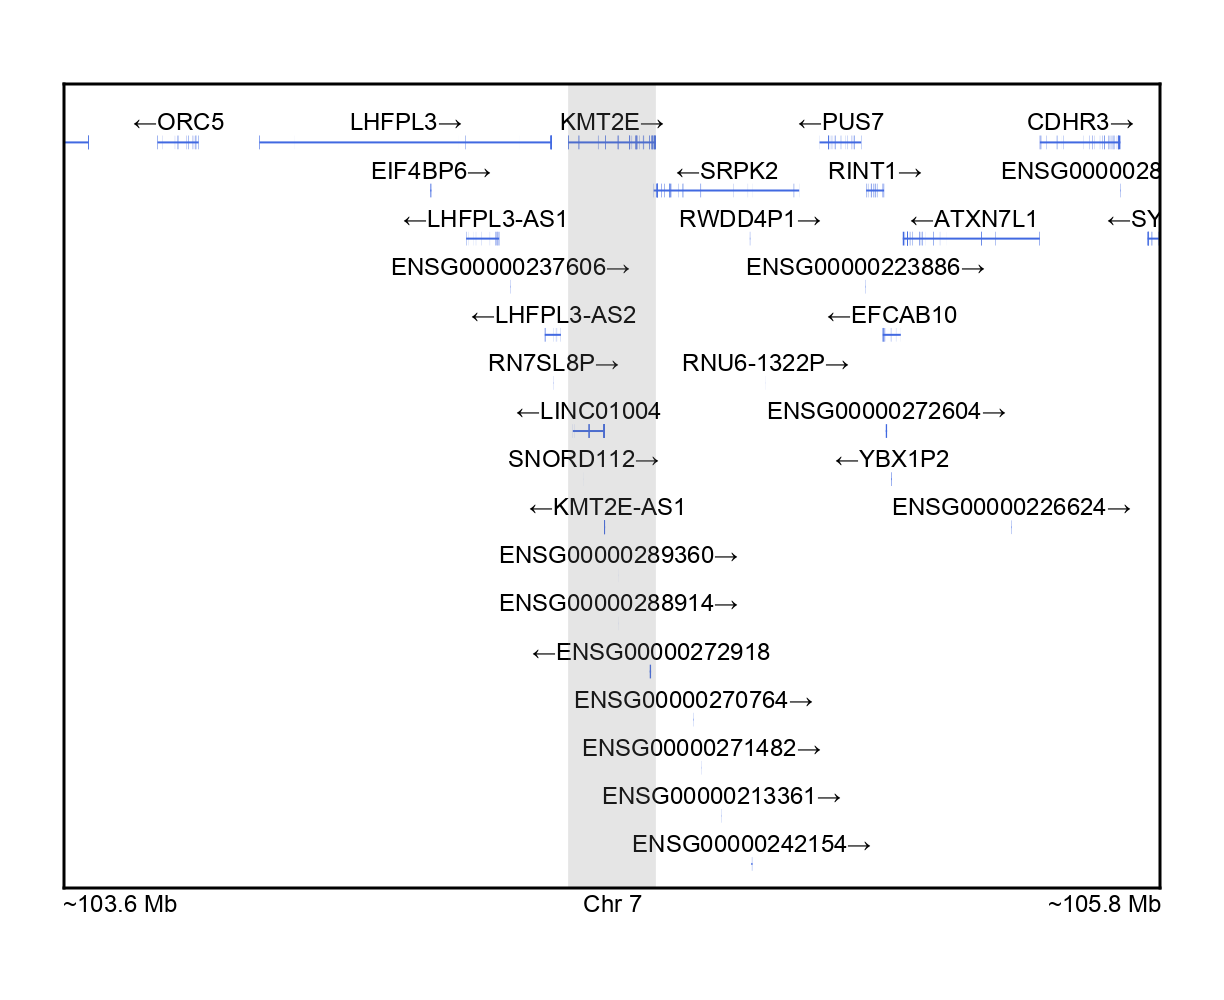 ←ORC5 LHFPL3→ KMT2E→ ←PUS7 CDHR3→
EIF4BP6→ ←SRPK2 RINT1→ ENSG0000028
←LHFPL3-AS1 RWDD4P1→ ←ATXN7L1 ←SY
ENSG00000237606→ ENSG00000223886→
←LHFPL3-AS2 ←EFCAB10
RN7SL8P→ RNU6-1322P→
←LINC01004 ENSG00000272604→
SNORD112→ ←YBX1P2
←KMT2E-AS1 ENSG00000226624→
ENSG00000289360→
ENSG00000288914→
←ENSG00000272918
ENSG00000270764→
ENSG00000271482→
ENSG00000213361→
ENSG00000242154→
~103.6 Mb Chr 7 ~105.8 Mb